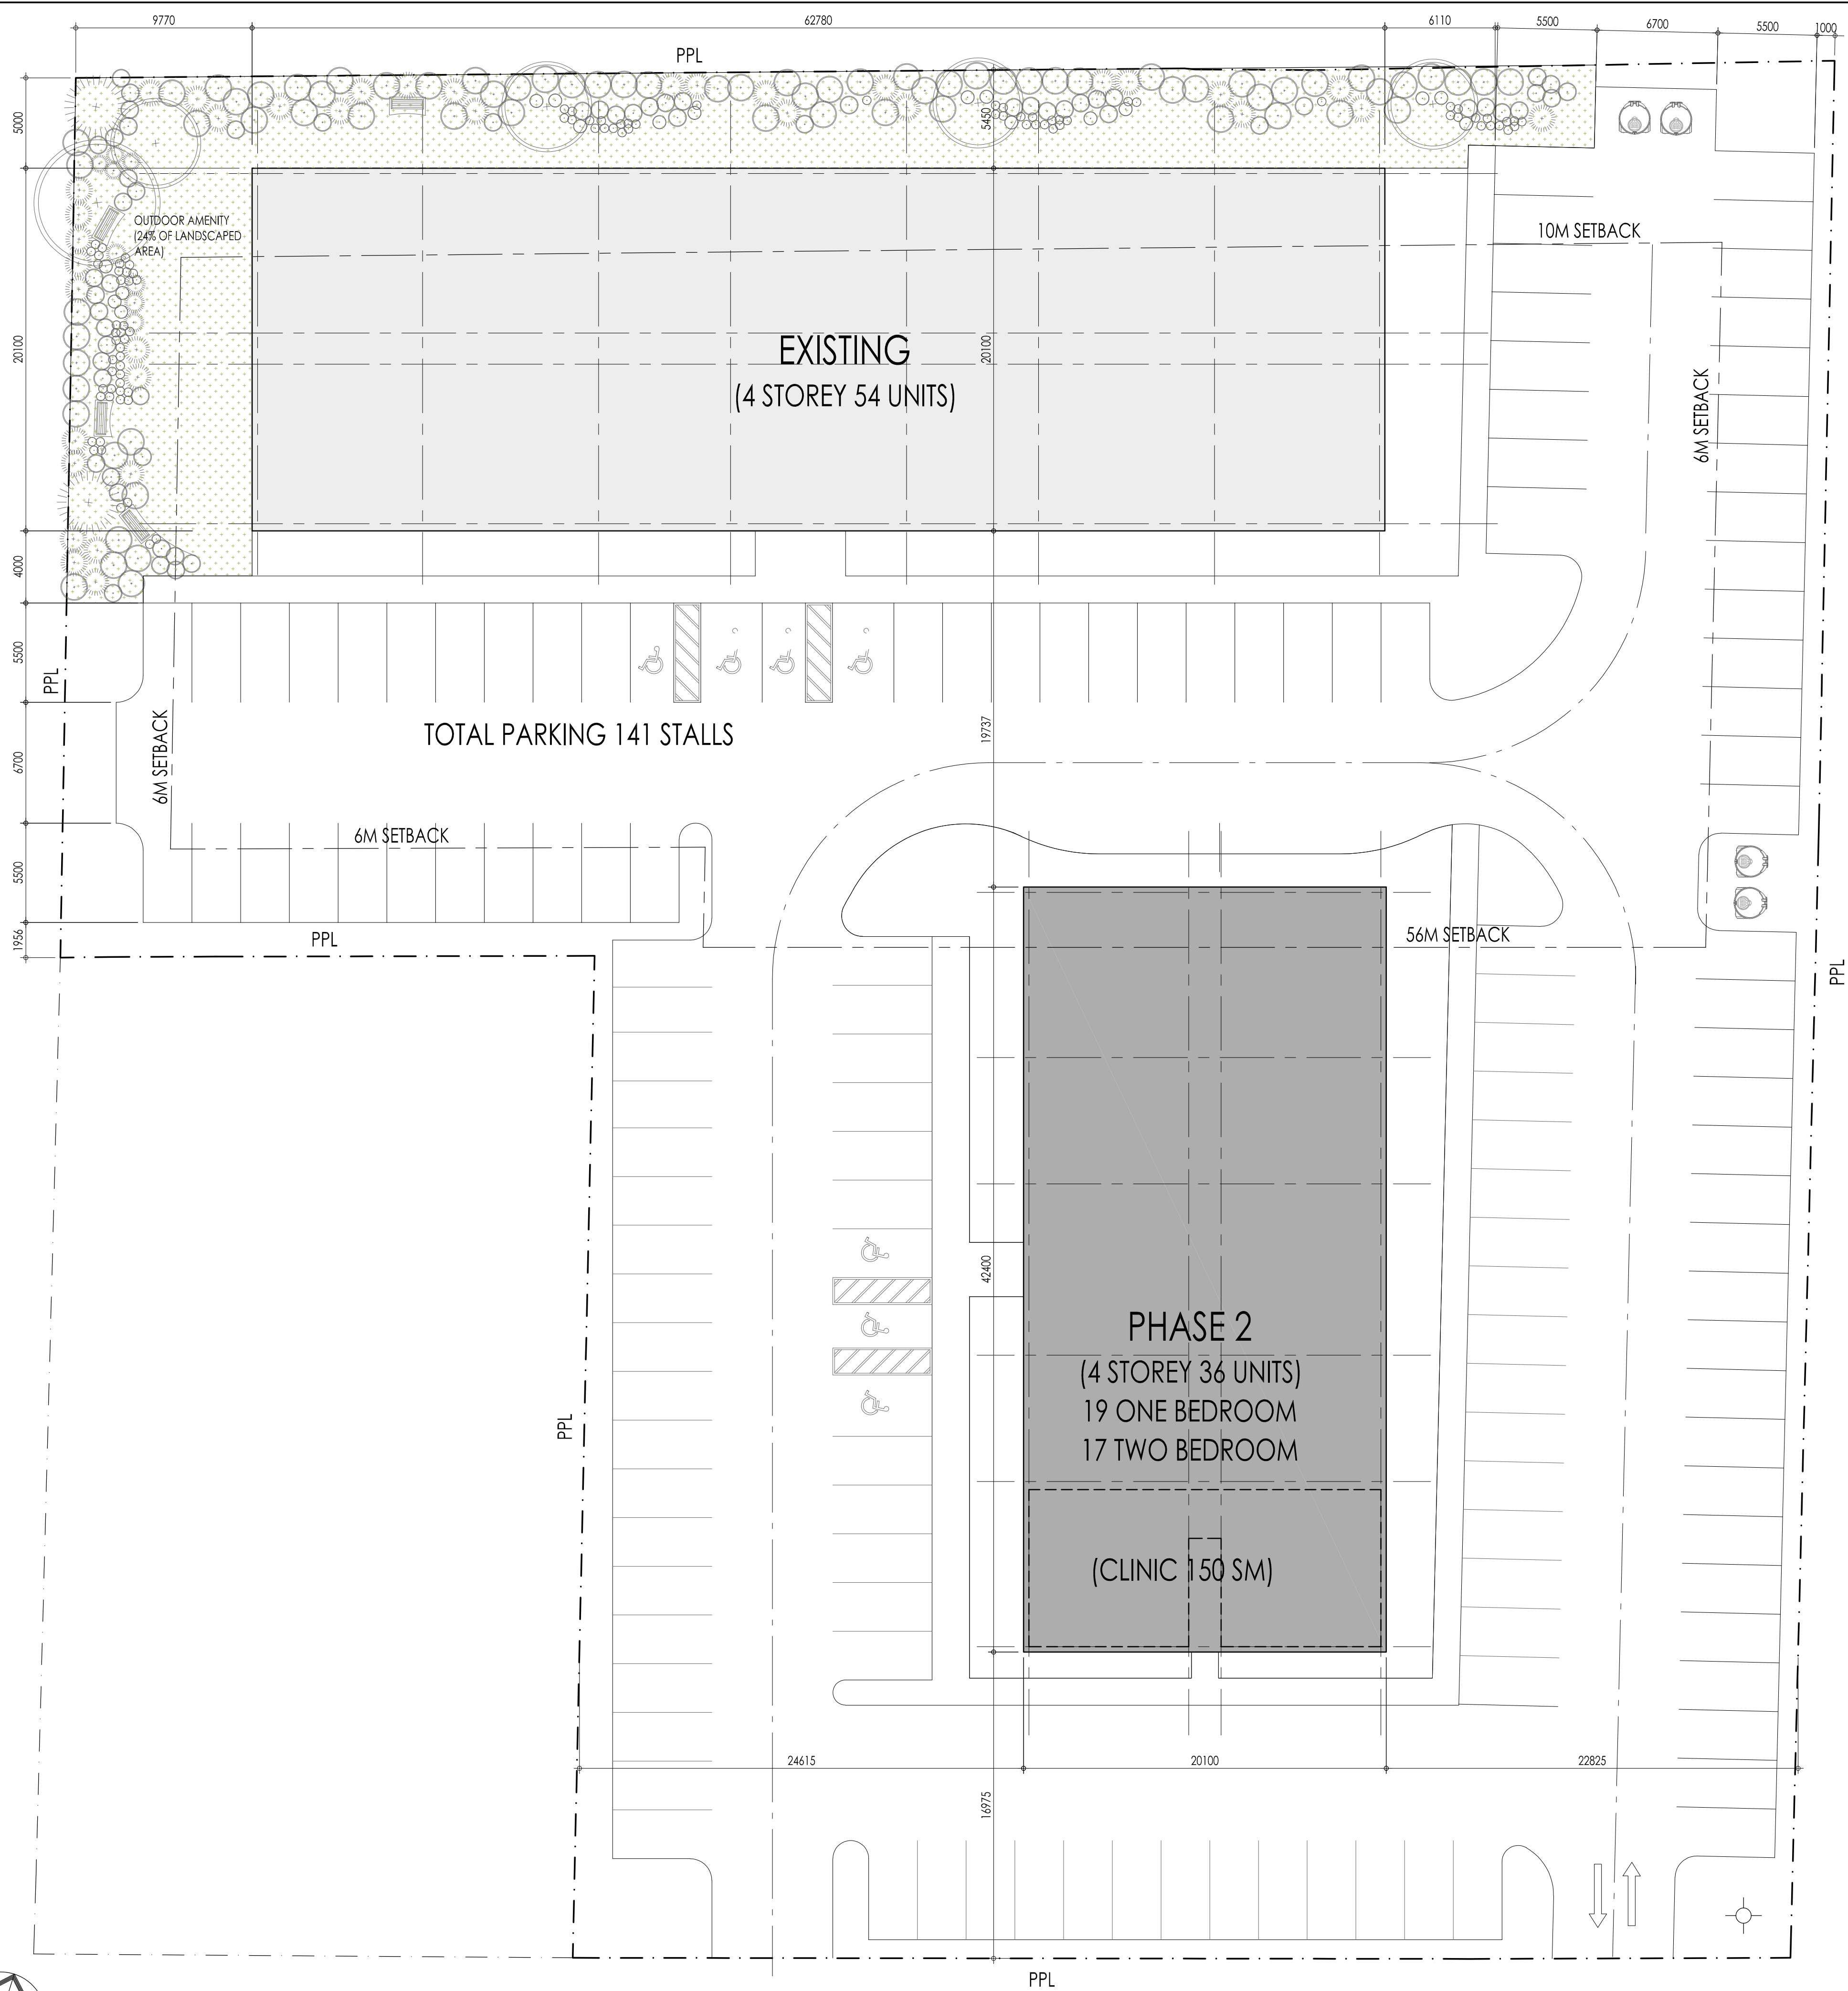 9770
62780
6110
5500
6700
5500
1000
PPL
5000
5450
OUTDOOR AMENITY
(24% OF LANDSCAPED
AREA)
10M SETBACK
20100
EXISTING
20100
(4 STOREY 54 UNITS)
6M SETBACK
4000
5500
PPL
6M SETBACK
TOTAL PARKING 141 STALLS
19737
6700
6M SETBACK
5500
1956
PPL
56M SETBACK
PPL
42400
PHASE 2
(4 STOREY 36 UNITS)
19 ONE BEDROOM
17 TWO BEDROOM
PPL
(CLINIC 150 SM)
24615
20100
22825
16975
PPL